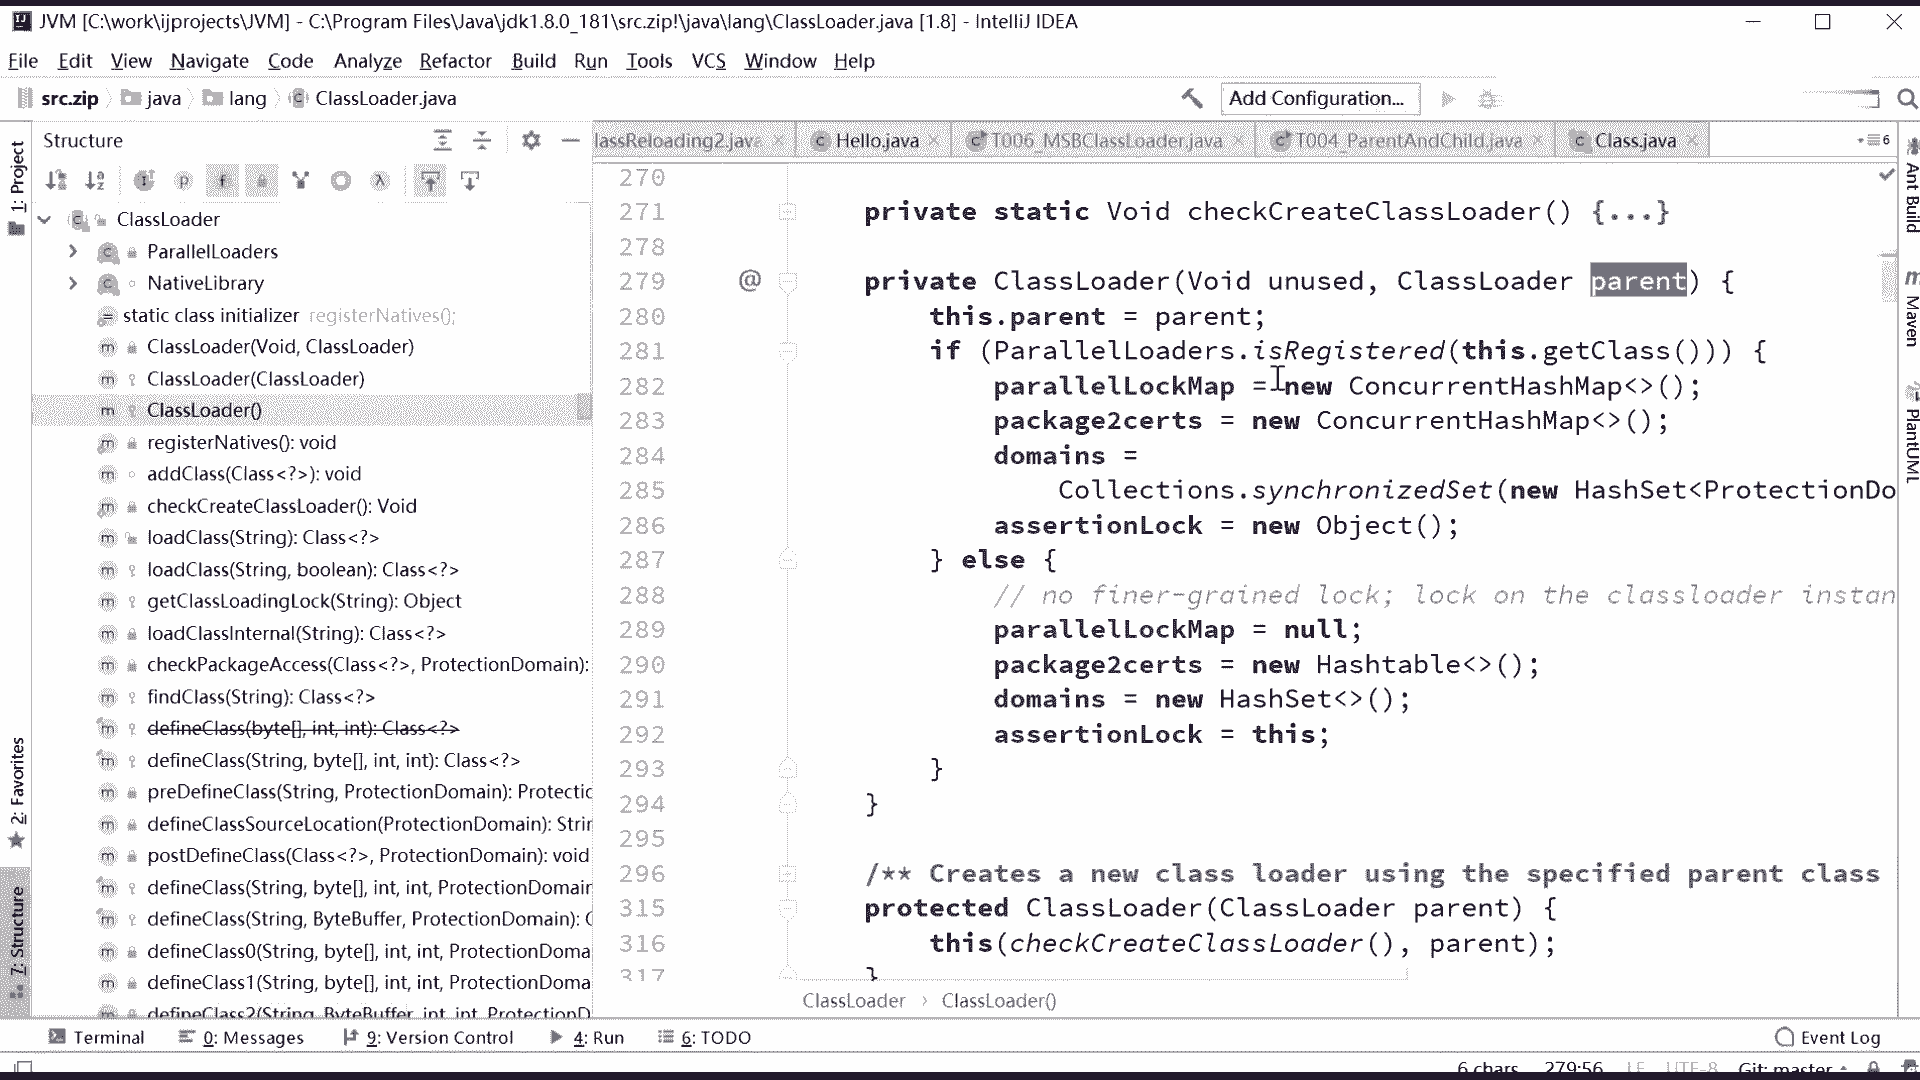 JVM [C:\work\ijprojects\JVM] - C:\Program Files\Java\jdk1.8.0_181\src.zip!\java\lang\ClassLoader.java [1.8] - IntelliJ IDEA
File Edit View Navigate Code Analyze Refactor Build Run Tools VCS Window Help
src.zip java lang ClassLoader.java Add Configuration...
Structure
lassReloading2.java Hello.java T006_MSBClassLoader.java T004_ParentAndChild.java Class.java 6
1: Project
2: Favorites
7: Structure
ClassLoader
ParallelLoaders
NativeLibrary
static class initializer registerNatives();
ClassLoader(Void, ClassLoader)
ClassLoader(ClassLoader)
ClassLoader()
registerNatives(): void
addClass(Class<?>): void
checkCreateClassLoader(): Void
loadClass(String): Class<?>
loadClass(String, boolean): Class<?>
getClassLoadingLock(String): Object
loadClassInternal(String): Class<?>
checkPackageAccess(Class<?>, ProtectionDomain):
findClass(String): Class<?>
defineClass(byte[], int, int): Class<?>
defineClass(String, byte[], int, int): Class<?>
preDefineClass(String, ProtectionDomain): Protectic
defineClassSourceLocation(ProtectionDomain): Strin
postDefineClass(Class<?>, ProtectionDomain): void
defineClass(String, byte[], int, int, ProtectionDomain
defineClass(String, ByteBuffer, ProtectionDomain): C
defineClass0(String, byte[], int, int, ProtectionDoma
defineClass1(String, byte[], int, int, ProtectionDoma
defineClass2(String, ByteBuffer, int, int, ProtectionD
270
271 private static Void checkCreateClassLoader() {...}
278
279 @ private ClassLoader(Void unused, ClassLoader parent) {
280 this.parent = parent;
281 if (ParallelLoaders.isRegistered(this.getClass())) {
282 parallelLockMap = new ConcurrentHashMap<>();
283 package2certs = new ConcurrentHashMap<>();
284 domains =
285 Collections.synchronizedSet(new HashSet<ProtectionDo
286 assertionLock = new Object();
287 } else {
288 // no finer-grained lock; lock on the classloader instan
289 parallelLockMap = null;
290 package2certs = new Hashtable<>();
291 domains = new HashSet<>();
292 assertionLock = this;
293 }
294 }
295
296 /** Creates a new class loader using the specified parent class
315 protected ClassLoader(ClassLoader parent) {
316 this(checkCreateClassLoader(), parent);
317 }
ClassLoader › ClassLoader()
Ant Build
Maven
PlantUML
Terminal 0: Messages 9: Version Control 4: Run 6: TODO Event Log
6 chars 279:56 LF UTF-8 Git: master